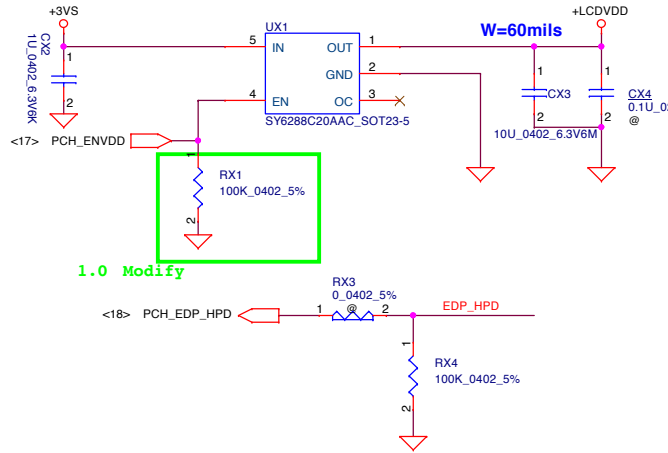 +3VS
+LCDVDD
UX1
W=60mils
CX2
1U_0402_6.3V6K
1
2
5 IN OUT 1
GND 2
4 EN OC 3
SY6288C20AAC_SOT23-5
1
2
CX3
10U_0402_6.3V6M
1
2
CX4
@
<17> PCH_ENVDD
1
RX1
100K_0402_5%
2
1.0 Modify
RX3
0_0402_5%
@
<18> PCH_EDP_HPD
1 2
EDP_HPD
1
RX4
100K_0402_5%
2